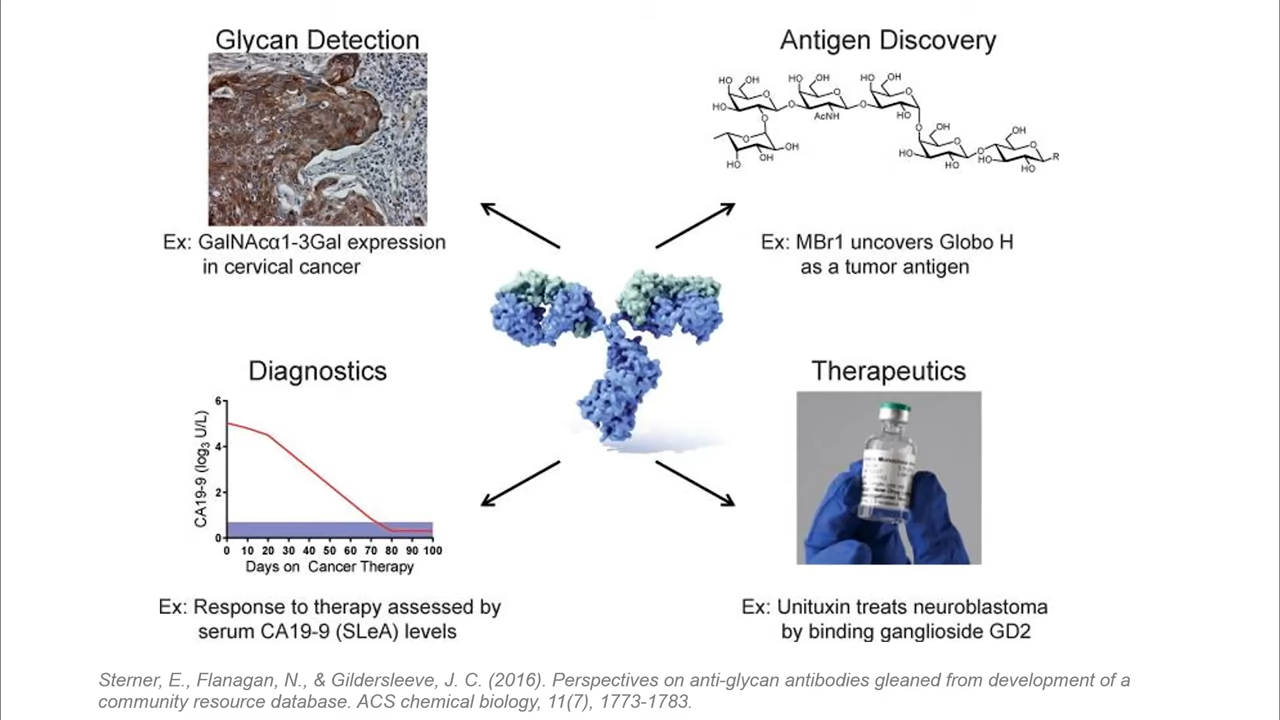 Glycan Detection
Ex: GalNAcα1-3Gal expression
in cervical cancer
Antigen Discovery
HO
OH
HO
OH
HO
OH
HO
O
O
O
O
O
O
AcNH
HO
O
O
OH
OH
HO
O
OH
HO
O
HO
O
OH
HO
O
HO
R
Ex: MBr1 uncovers Globo H
as a tumor antigen
Diagnostics
CA19-9 (log3 U/L)
6
4
2
0
0 10 20 30 40 50 60 70 80 90 100
Days on Cancer Therapy
Ex: Response to therapy assessed by
serum CA19-9 (SLeA) levels
Therapeutics
Ex: Unituxin treats neuroblastoma
by binding ganglioside GD2
Sterner, E., Flanagan, N., & Gildersleeve, J. C. (2016). Perspectives on anti-glycan antibodies gleaned from development of a
community resource database. ACS chemical biology, 11(7), 1773-1783.